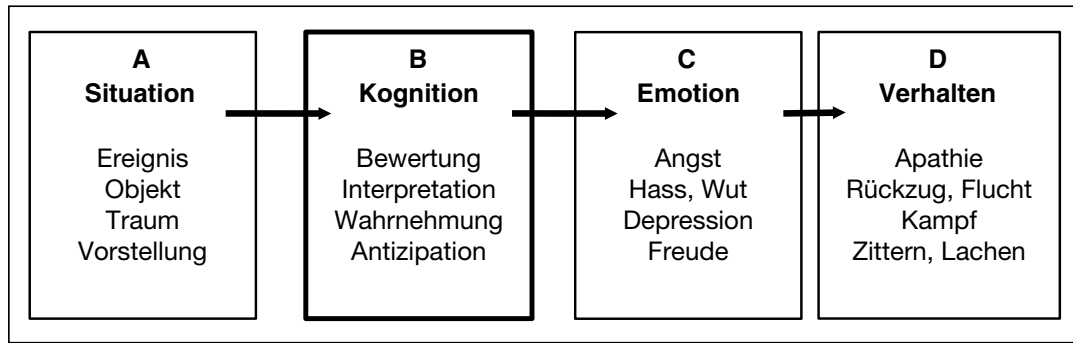 A
Situation
Ereignis
Objekt
Traum
Vorstellung
B
Kognition
Bewertung
Interpretation
Wahrnehmung
Antizipation
C
Emotion
Angst
Hass, Wut
Depression
Freude
D
Verhalten
Apathie
Rückzug, Flucht
Kampf
Zittern, Lachen